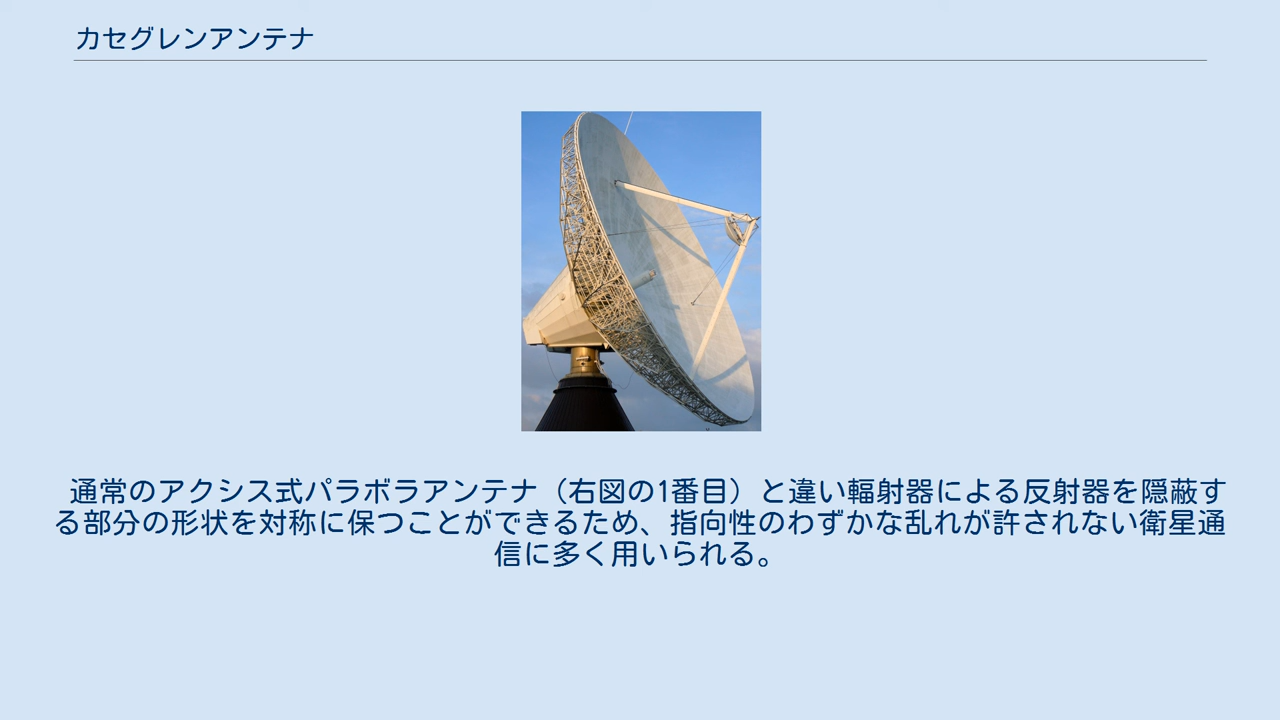 カセグレンアンテナ
通常のアクシス式パラボラアンテナ（右図の1番目）と違い輻射器による反射器を隠蔽す
る部分の形状を対称に保つことができるため、指向性のわずかな乱れが許されない衛星通
信に多く用いられる。